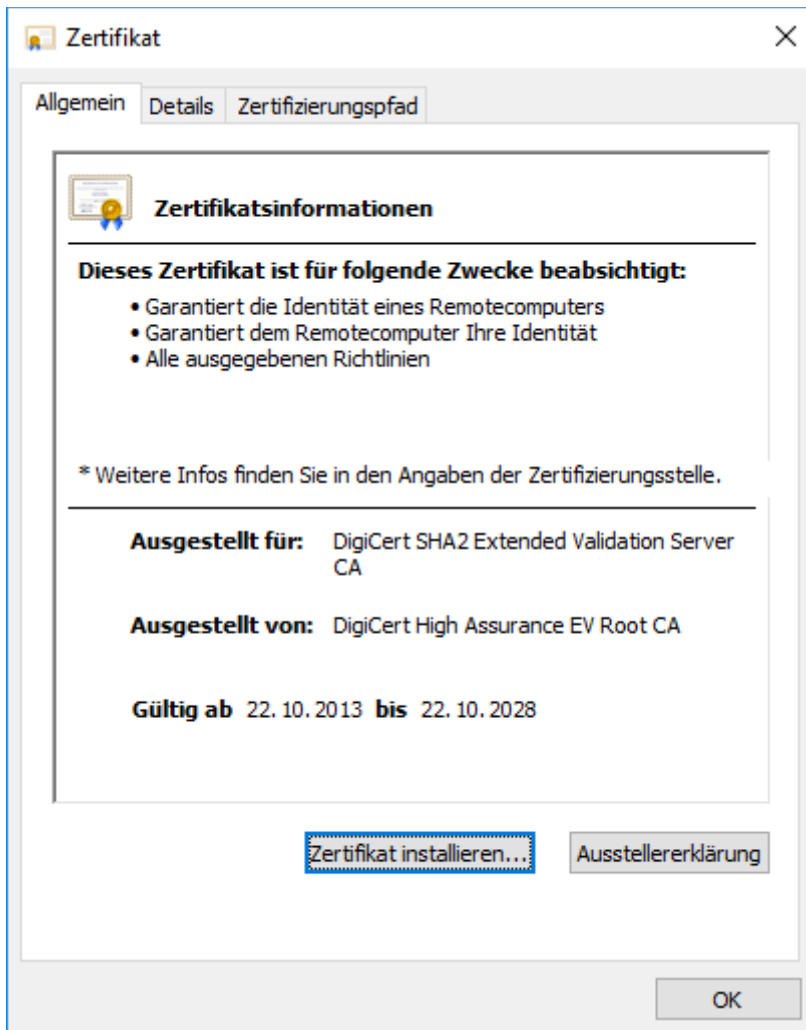 Zertifikat
Allgemein Details Zertifizierungspfad
Zertifikatsinformationen
Dieses Zertifikat ist für folgende Zwecke beabsichtigt:
• Garantiert die Identität eines Remotecomputers
• Garantiert dem Remotecomputer Ihre Identität
• Alle ausgegebenen Richtlinien
* Weitere Infos finden Sie in den Angaben der Zertifizierungsstelle.
Ausgestellt für: DigiCert SHA2 Extended Validation Server
CA
Ausgestellt von: DigiCert High Assurance EV Root CA
Gültig ab 22.10.2013 bis 22.10.2028
Zertifikat installieren... Ausstellererklärung
OK